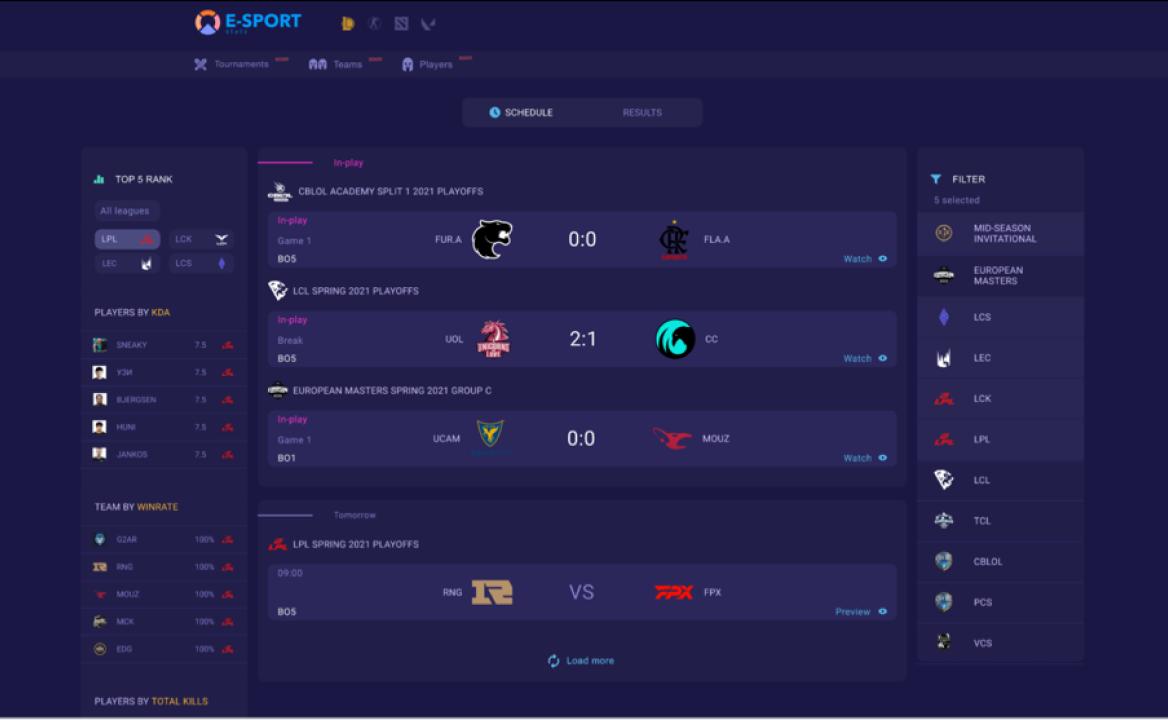 E-SPORT
stats
Tournaments
Teams
Players
SCHEDULE
RESULTS
TOP 5 RANK
All leagues
LPL
LCK
LEC
LCS
PLAYERS BY KDA
SNEAKY 7.5
УЗИ 7.5
BJERGSEN 7.5
HUNI 7.5
JANKOS 7.5
TEAM BY WINRATE
G2AR 100%
RNG 100%
MOUZ 100%
MCK 100%
EDG 100%
PLAYERS BY TOTAL KILLS
In-play
CBLOL ACADEMY SPLIT 1 2021 PLAYOFFS
In-play
Game 1
BO5
FUR.A 0:0 FLA.A
Watch
LCL SPRING 2021 PLAYOFFS
In-play
Break
BO5
UOL 2:1 CC
UNICORNS
LOVE
Watch
EUROPEAN MASTERS SPRING 2021 GROUP C
In-play
Game 1
BO1
UCAM 0:0 MOUZ
Watch
Tomorrow
LPL SPRING 2021 PLAYOFFS
09:00
BO5
RNG VS FPX FPX
Preview
Load more
FILTER
5 selected
MID-SEASON
INVITATIONAL
EUROPEAN
MASTERS
LCS
LEC
LCK
LPL
LCL
TCL
CBLOL
PCS
VCS